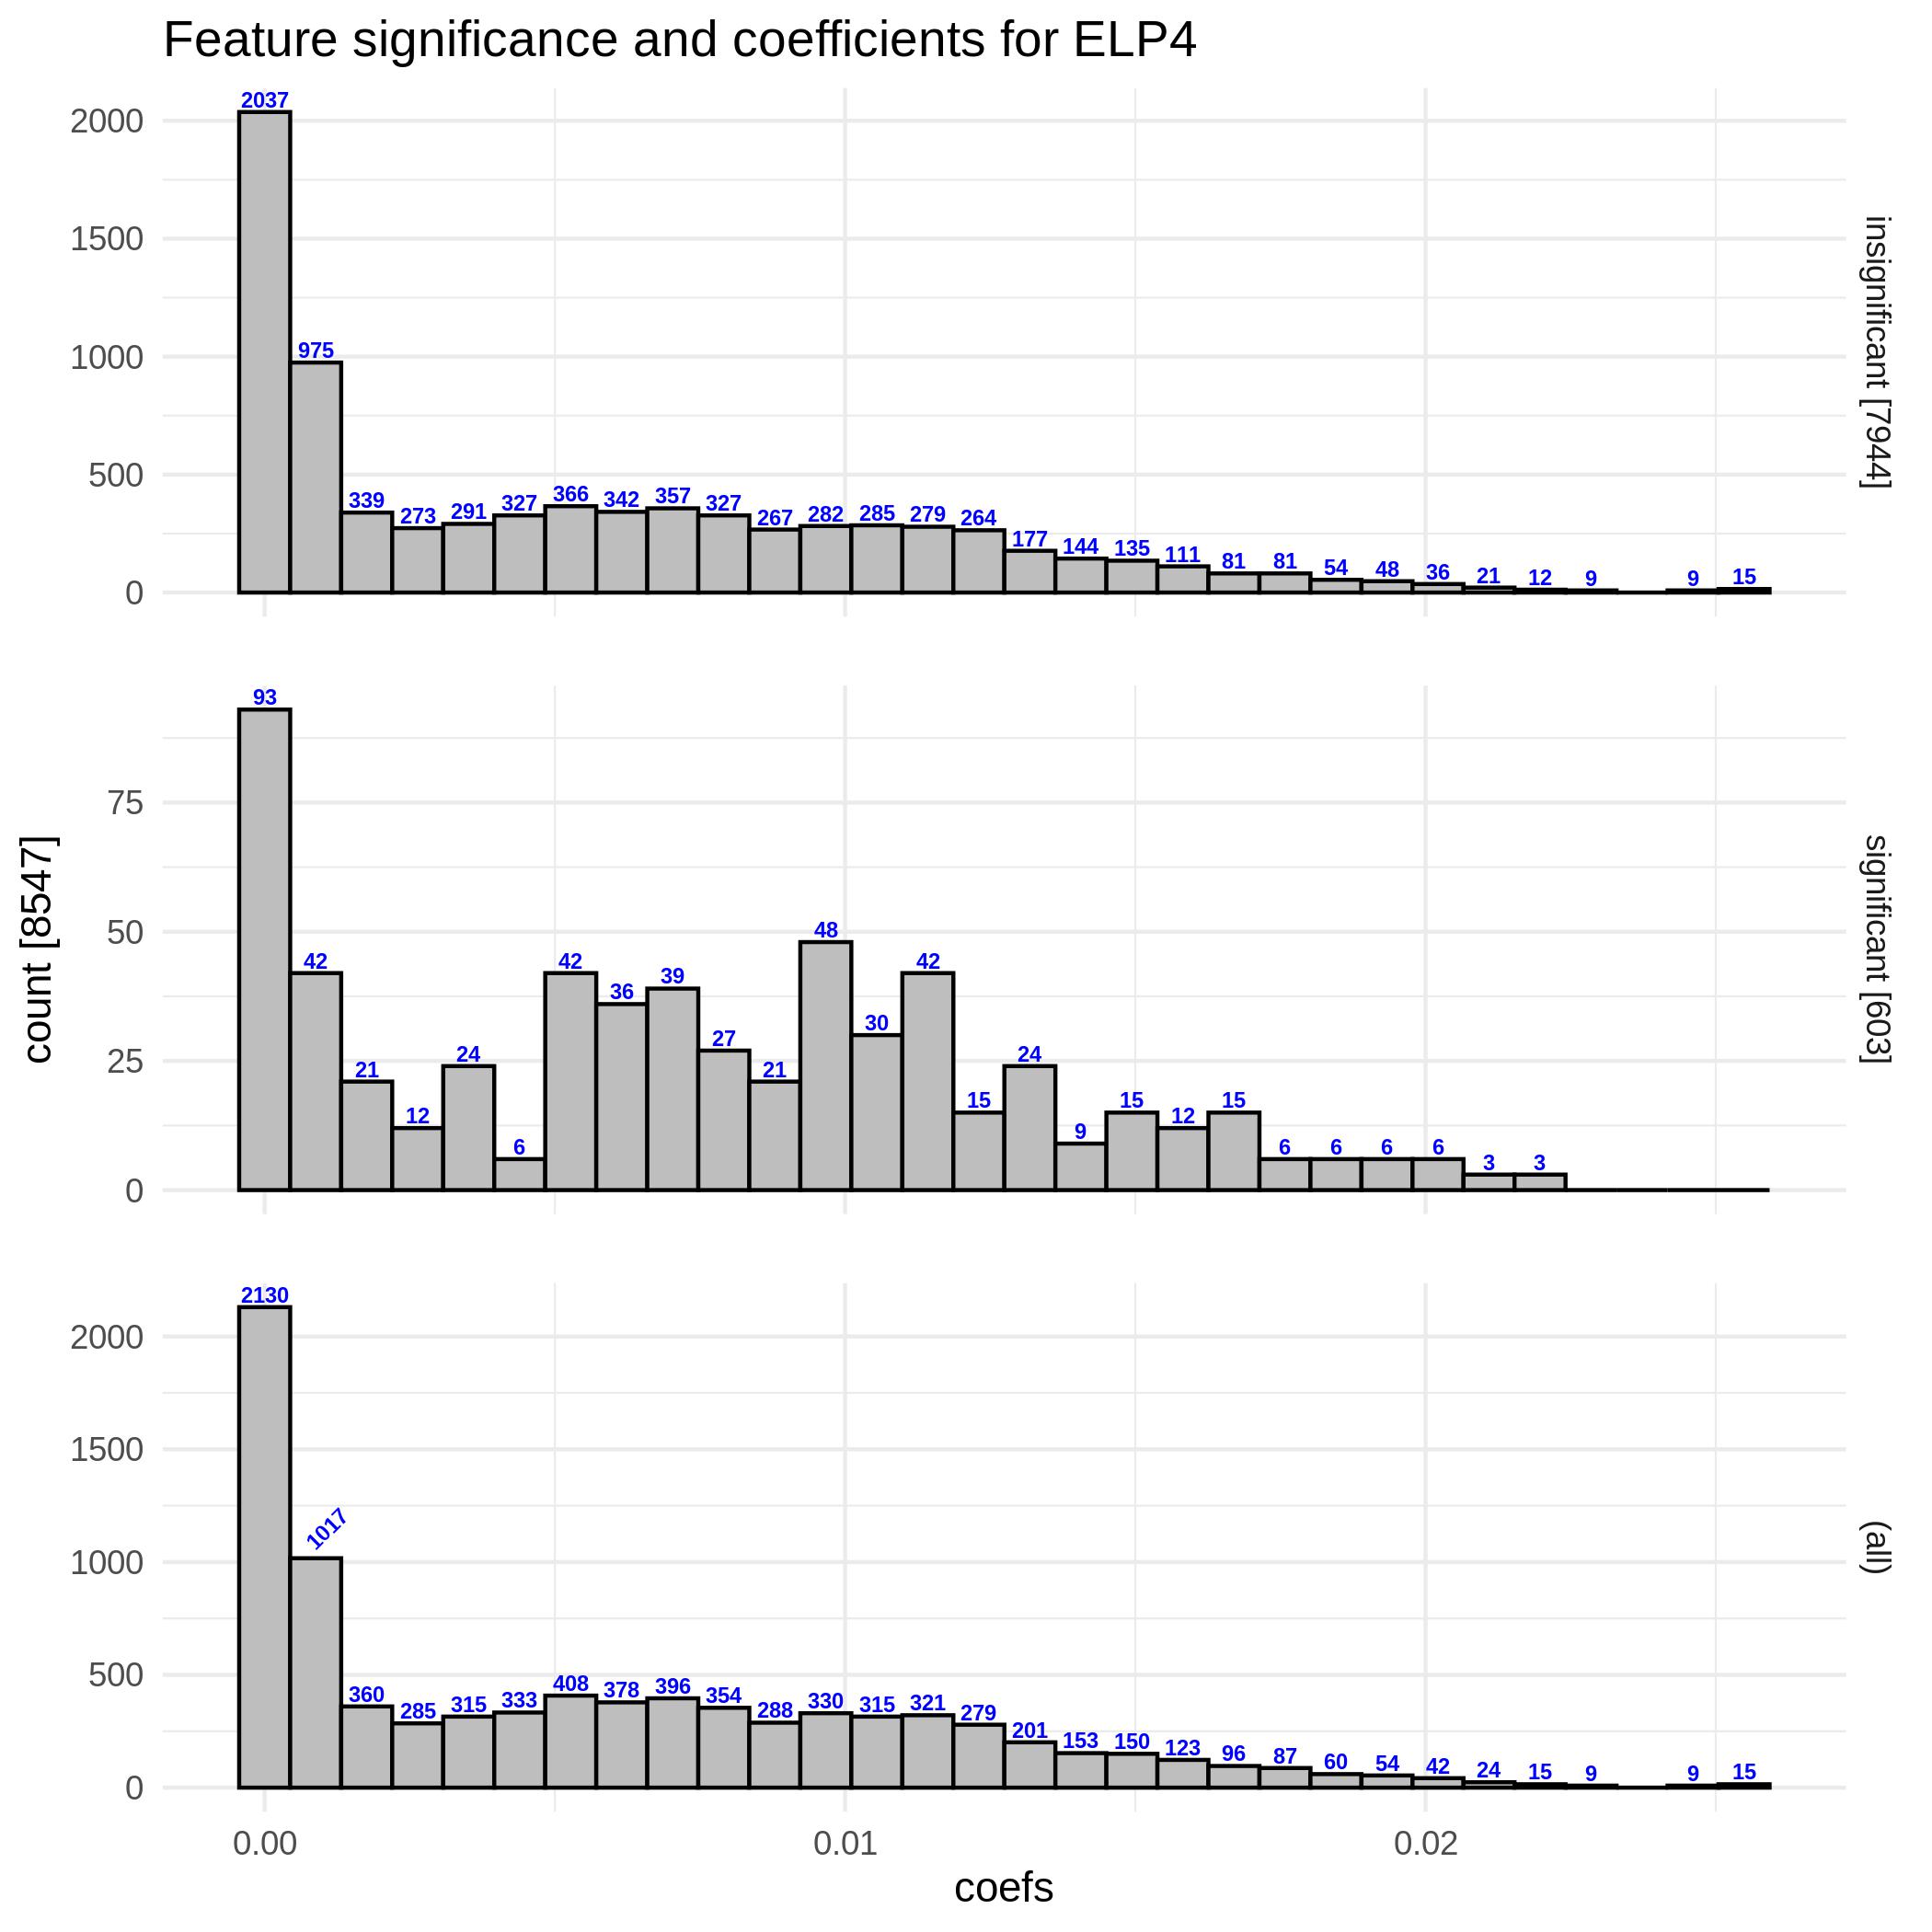 Feature significance and coefficients for ELP4
2037
2000
1500
1000
975
500
339 273 291 327 366 342 357 327 267 282 285 279 264 177 144 135 111 81 81 54 48 36 21 12 9 9 15
0
insignificant [7944]
count [8547]
93
75
50
25
0
42 21 12 24 6 42 36 39 27 21 48 30 42 15 24 9 15 12 15 6 6 6 6 3 3
significant [603]
2130
2000
1500
1017
1000
500
360 285 315 333 408 378 396 354 288 330 315 321 279 201 153 150 123 96 87 60 54 42 24 15 9 9 15
0
(all)
0.00 0.01 0.02
coefs